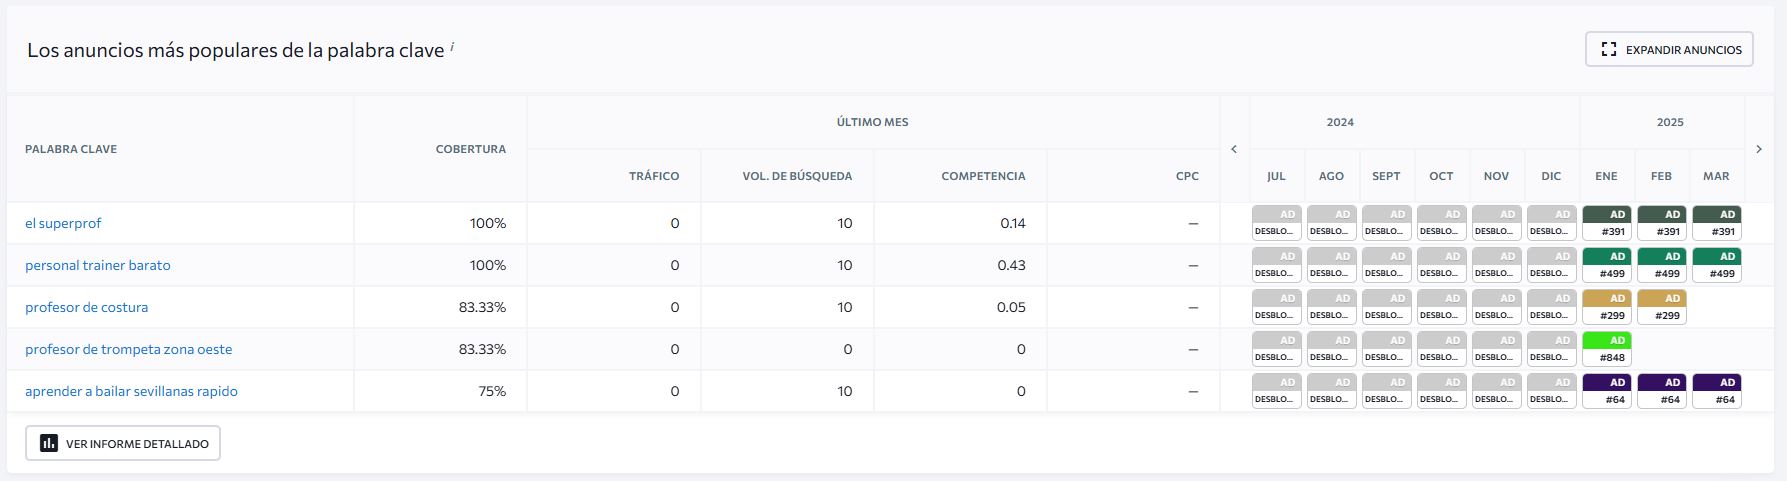 Los anuncios más populares de la palabra clave i
EXPANDIR ANUNCIOS
PALABRA CLAVE COBERTURA ÚLTIMO MES < 2024 2025 >
TRÁFICO VOL. DE BÚSQUEDA COMPETENCIA CPC JUL AGO SEPT OCT NOV DIC ENE FEB MAR
el superprof 100% 0 10 0.14 – AD AD AD AD AD AD AD AD AD
DESBLO... DESBLO... DESBLO... DESBLO... DESBLO... DESBLO... #391 #391 #391
personal trainer barato 100% 0 10 0.43 – AD AD AD AD AD AD AD AD AD
DESBLO... DESBLO... DESBLO... DESBLO... DESBLO... DESBLO... #499 #499 #499
profesor de costura 83.33% 0 10 0.05 – AD AD AD AD AD AD AD AD
DESBLO... DESBLO... DESBLO... DESBLO... DESBLO... DESBLO... #299 #299
profesor de trompeta zona oeste 83.33% 0 0 0 – AD AD AD AD AD AD AD
DESBLO... DESBLO... DESBLO... DESBLO... DESBLO... DESBLO... #848
aprender a bailar sevillanas rapido 75% 0 10 0 – AD AD AD AD AD AD AD AD AD
DESBLO... DESBLO... DESBLO... DESBLO... DESBLO... DESBLO... #64 #64 #64
VER INFORME DETALLADO